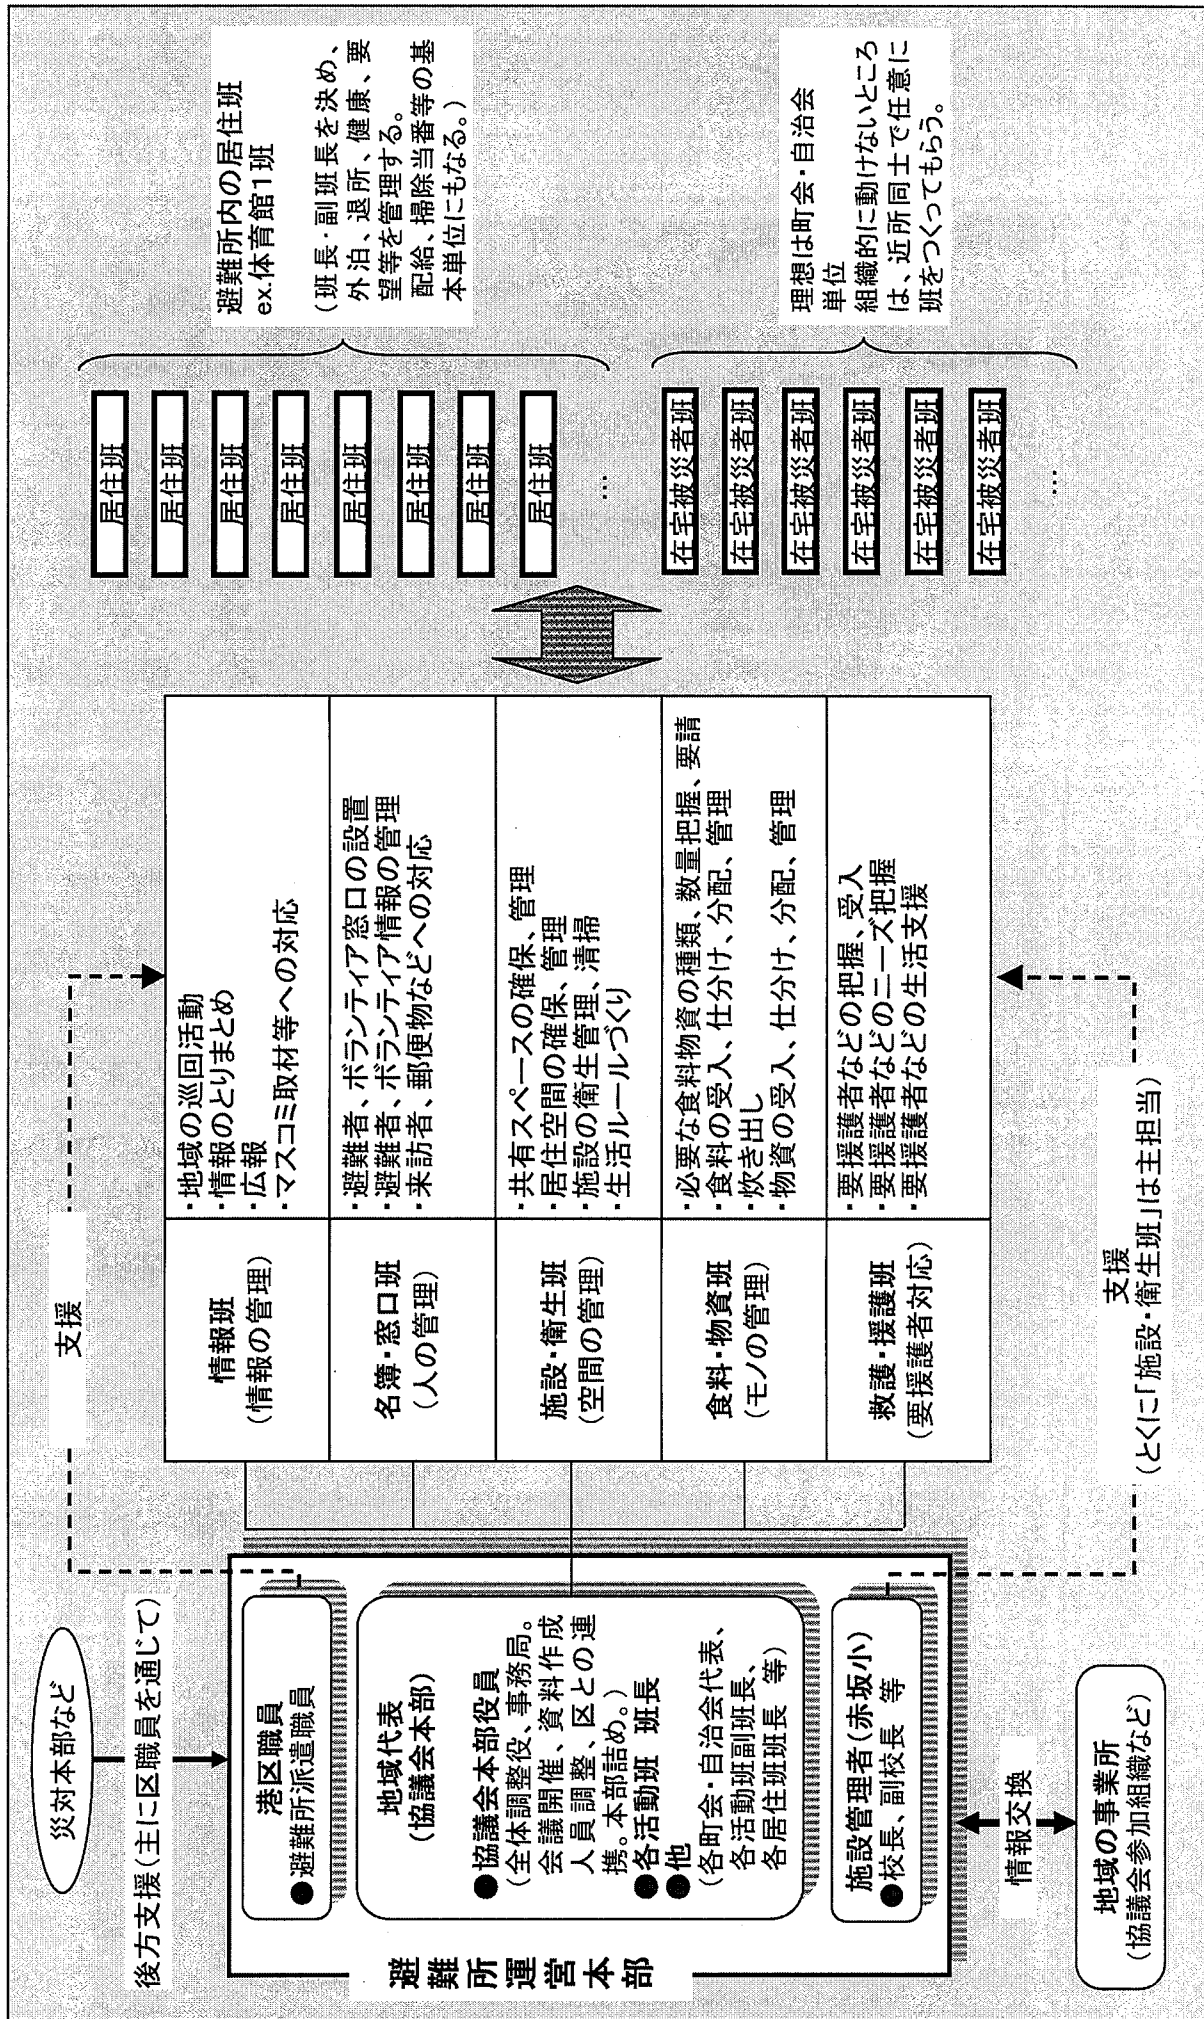 災対本部など
後方支援(主に区職員を通じて)
避難所運営本部
港区職員
●避難所派遣職員
地域代表
(協議会本部)
●協議会本部役員
(全体調整役、事務局。
会議開催、資料作成
人員調整、区との連
携。本部詰め。)
●各活動班 班長
●他
(各町会・自治会代表、
各活動班副班長、
各居住班班長 等)
施設管理者(赤坂小)
●校長、副校長 等
情報交換
地域の事業所
(協議会参加組織など)
支援
情報班
(情報の管理)
・地域の巡回活動
・情報のとりまとめ
・広報
・マスコミ取材等への対応
名簿・窓口班
(人の管理)
・避難者、ボランティア窓口の設置
・避難者、ボランティア情報の管理
・来訪者、郵便物などへの対応
施設・衛生班
(空間の管理)
・共有スペースの確保、管理
・居住空間の確保、管理
・施設の衛生管理、清掃
・生活ルールづくり
食料・物資班
(モノの管理)
・必要な食料物資の種類、数量把握、要請
・食料の受入、仕分け、分配、管理
・炊き出し
・物資の受入、仕分け、分配、管理
救護・援護班
(要援護者対応)
・要援護者などの把握、受入
・要援護者などのニーズ把握
・要援護者などの生活支援
支援
(とくに「施設・衛生班」は主担当)
居住班
居住班
居住班
居住班
居住班
居住班
居住班
居住班
…
在宅被災者班
在宅被災者班
在宅被災者班
在宅被災者班
在宅被災者班
在宅被災者班
…
避難所内の居住班
ex.体育館1班
(班長・副班長を決め、
外泊、退所、健康、要
望等を管理する。
配給、掃除当番等の基
本単位にもなる。)
理想は町会・自治会
単位
組織的に動けないところ
は、近所同士で任意に
班をつくってもらう。